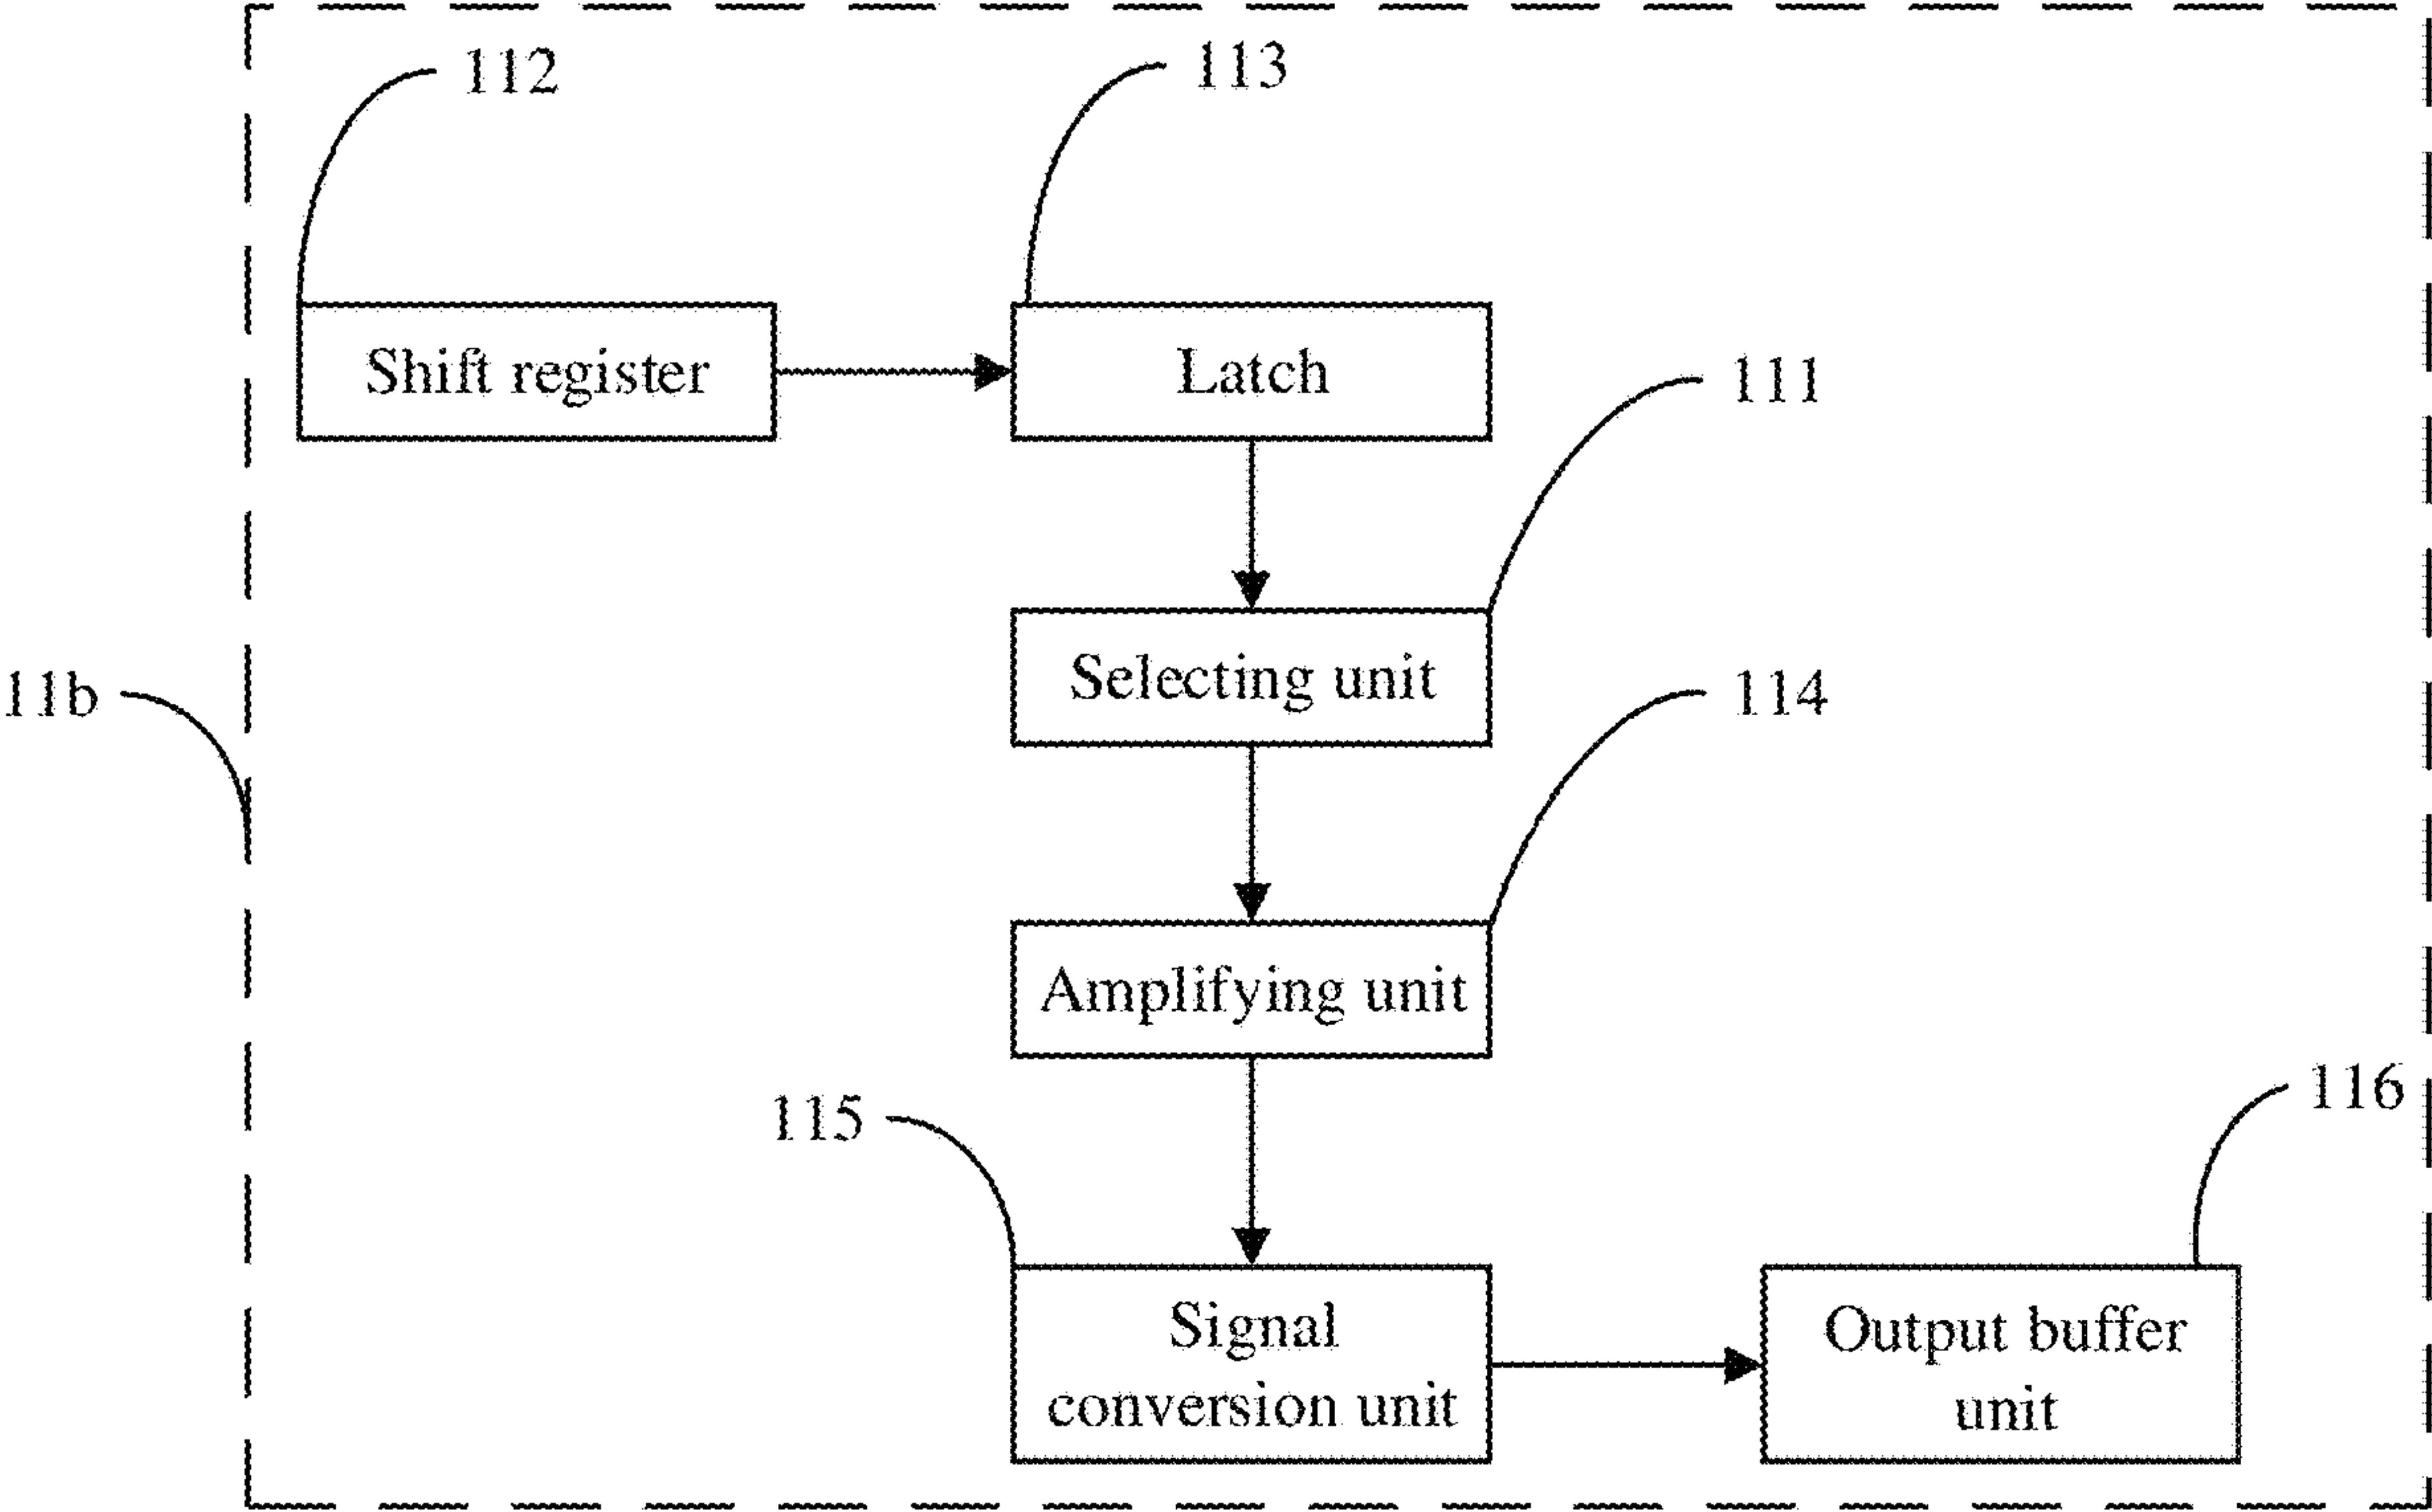 112
113
Shift register
Latch
111
Selecting unit
11b
114
Amplifying unit
115
116
Signal
conversion unit
Output buffer
unit